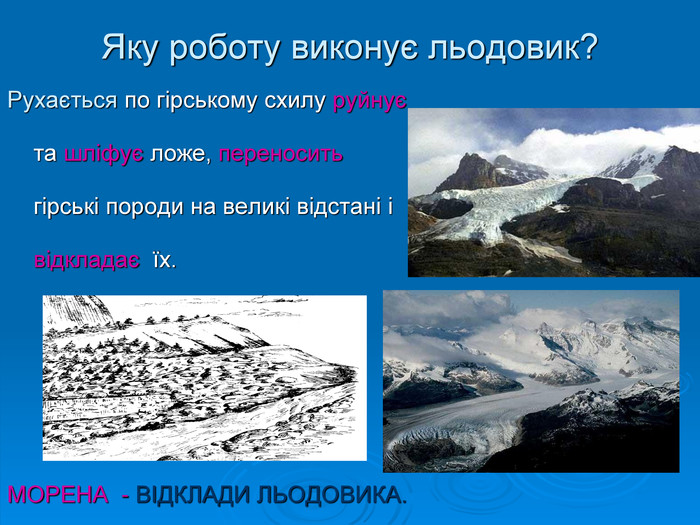 Яку роботу виконує льодовик?
Рухається по гірському схилу руйнує
та шліфує ложе, переносить
гірські породи на великі відстані і
відкладає їх.
МОРЕНА - ВІДКЛАДИ ЛЬОДОВИКА.